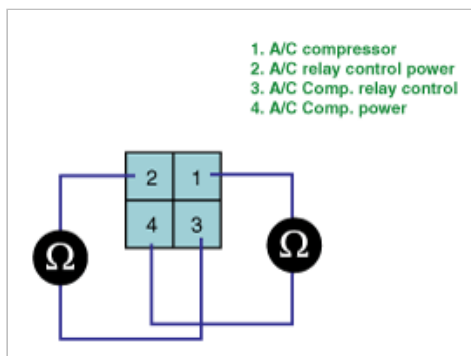 1. A/C compressor
2. A/C relay control power
3. A/C Comp. relay control
4. A/C Comp. power
2 1
4 3
Ω Ω